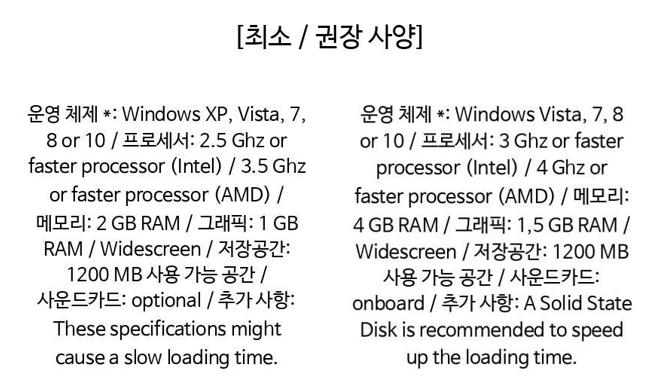 [최소 / 권장 사양]
운영 체제 *: Windows XP, Vista, 7,
8 or 10 / 프로세서: 2.5 Ghz or
faster processor (Intel) / 3.5 Ghz
or faster processor (AMD) /
메모리: 2 GB RAM / 그래픽: 1 GB
RAM / Widescreen / 저장공간:
1200 MB 사용 가능 공간 /
사운드카드: optional / 추가 사항:
These specifications might
cause a slow loading time.
운영 체제 *: Windows Vista, 7, 8
or 10 / 프로세서: 3 Ghz or faster
processor (Intel) / 4 Ghz or
faster processor (AMD) / 메모리:
4 GB RAM / 그래픽: 1,5 GB RAM /
Widescreen / 저장공간: 1200 MB
사용 가능 공간 / 사운드카드:
onboard / 추가 사항: A Solid State
Disk is recommended to speed
up the loading time.